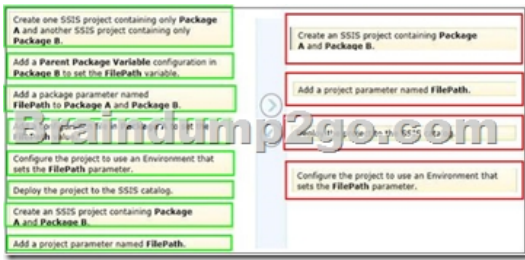 Create one SSIS project containing only Package
A and another SSIS project containing only
Package B.
Add a Parent Package Variable configuration in
Package B to set the FilePath variable.
Add a package parameter named
FilePath to Package A and Package B.
Configure the project to use an Environment that
sets the FilePath parameter.
Deploy the project to the SSIS catalog.
Create an SSIS project containing Package
A and Package B.
Add a project parameter named FilePath.
Create an SSIS project containing Package
A and Package B.
Add a project parameter named FilePath.
to the SSIS catalog.
Configure the project to use an Environment that
sets the FilePath parameter.
Braindump2go.com